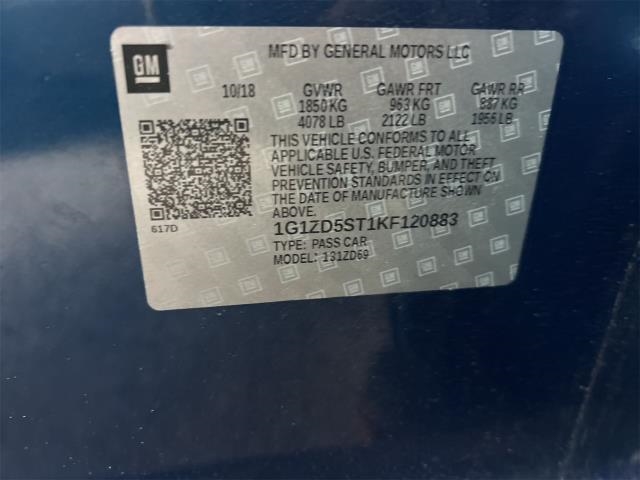 GM
MFD BY GENERAL MOTORS LLC
10/18 GVWR GAWR FRT GAWR RR
1850 KG 963 KG 887 KG
4078 LB 2122 LB 1956 LB
THIS VEHICLE CONFORMS TO ALL
APPLICABLE U.S. FEDERAL MOTOR
VEHICLE SAFETY, BUMPER, AND THEFT
PREVENTION STANDARDS IN EFFECT ON
THE DATE OF MANUFACTURE SHOWN
ABOVE.
617D
1G1ZD5ST1KF120883
TYPE: PASS CAR
MODEL: 131ZD69